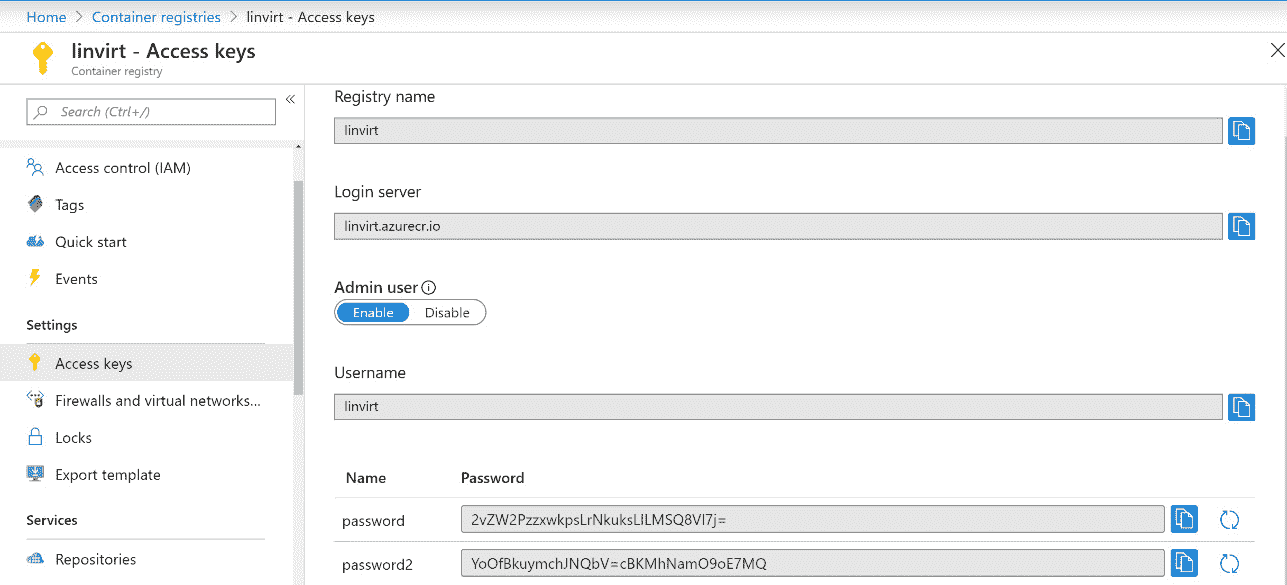 Home > Container registries > linvirt - Access keys
linvirt - Access keys
Container registry
Search (Ctrl+/)
Access control (IAM)
Tags
Quick start
Events
Settings
Access keys
Firewalls and virtual networks...
Locks
Export template
Services
Repositories
Registry name
linvirt
Login server
linvirt.azurecr.io
Admin user
Enable Disable
Username
linvirt
Name Password
password
password2 YoOfBkuymchJNQbV=cBKMhNamO9oE7MQ